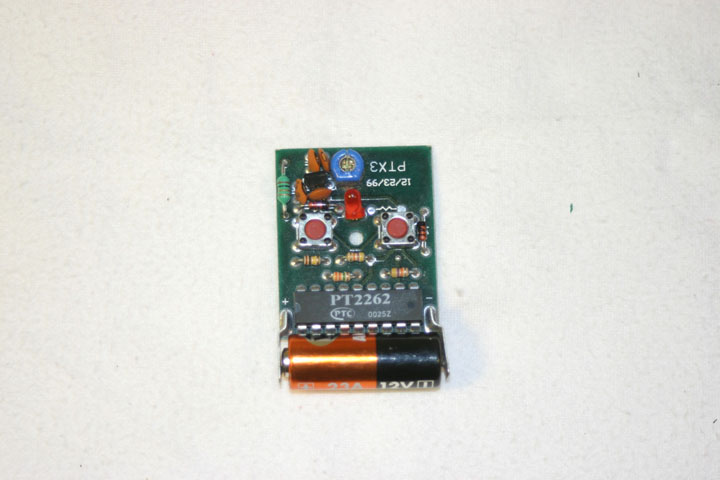 PTX3
12/23/99
+ -
PT2262
PTC 0025Z
23A 12V